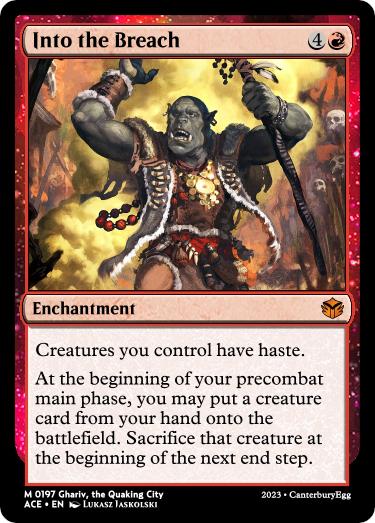 Into the Breach 4
Enchantment
Creatures you control have haste.
At the beginning of your precombat
main phase, you may put a creature
card from your hand onto the
battlefield. Sacrifice that creature at
the beginning of the next end step.
M 0197 Ghariv, the Quaking City
ACE • EN Lukasz Jaskolski
2023 • CanterburyEgg